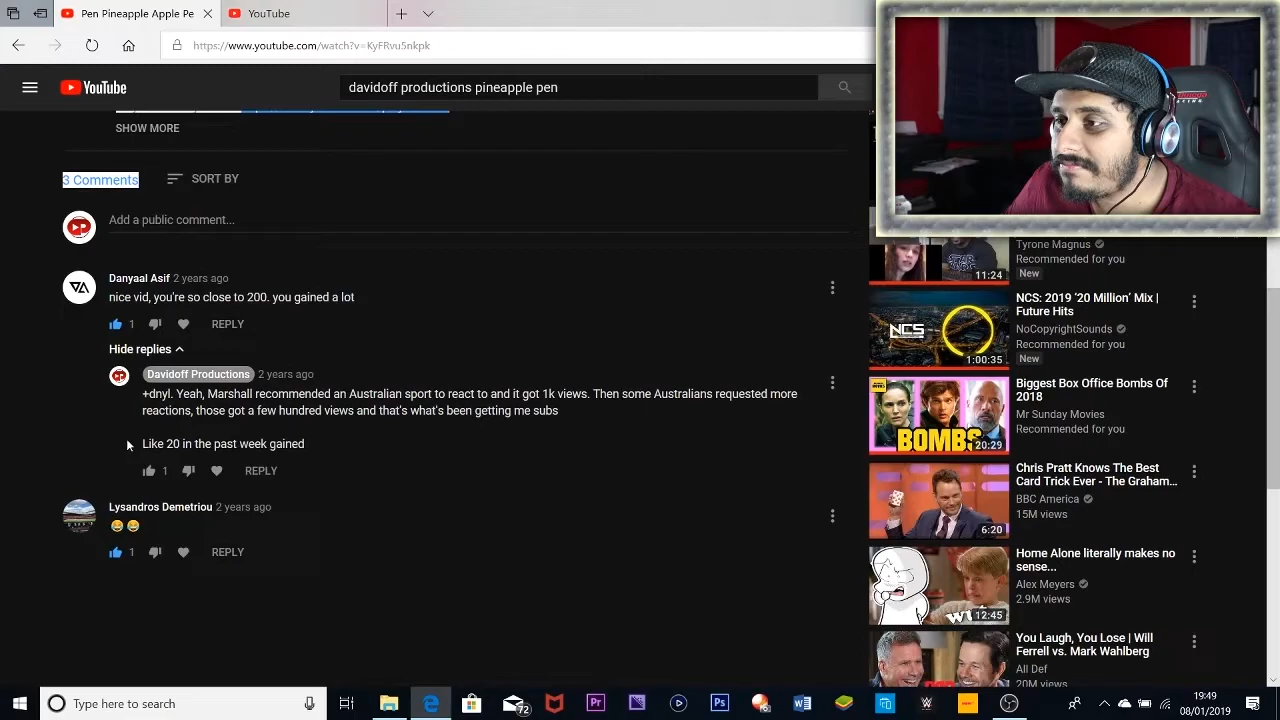 Pen Pineapple Apple Pe
YouTube
https://www.youtube.com/watch?v=KyFRvu5nkpk
YouTube
davidoff productions pineapple pen
SHOW MORE
3 Comments
SORT BY
Add a public comment...
Danyaal Asif 2 years ago
nice vid, you're so close to 200. you gained a lot
1
REPLY
Hide replies
Davidoff Productions 2 years ago
+dnyl Yeah, Marshall recommended an Australian spider react to and it got 1k views. Then some Australians requested more
reactions, those got a few hundred views and that's what's been getting me subs
Like 20 in the past week gained
1
REPLY
Lysandros Demetriou 2 years ago
😂😂
1
REPLY
Tyrone Magnus
Recommended for you
New
11:24
NCS: 2019 '20 Million' Mix |
Future Hits
NoCopyrightSounds
Recommended for you
New
NCS
1:00:35
Biggest Box Office Bombs Of
2018
Mr Sunday Movies
Recommended for you
BOMBS
20:29
Chris Pratt Knows The Best
Card Trick Ever - The Graham...
BBC America
15M views
6:20
Home Alone literally makes no
sense...
Alex Meyers
2.9M views
12:45
You Laugh, You Lose | Will
Ferrell vs. Mark Wahlberg
All Def
20M views
Type here to search
72
Pr
Ps
19:49
08/01/2019